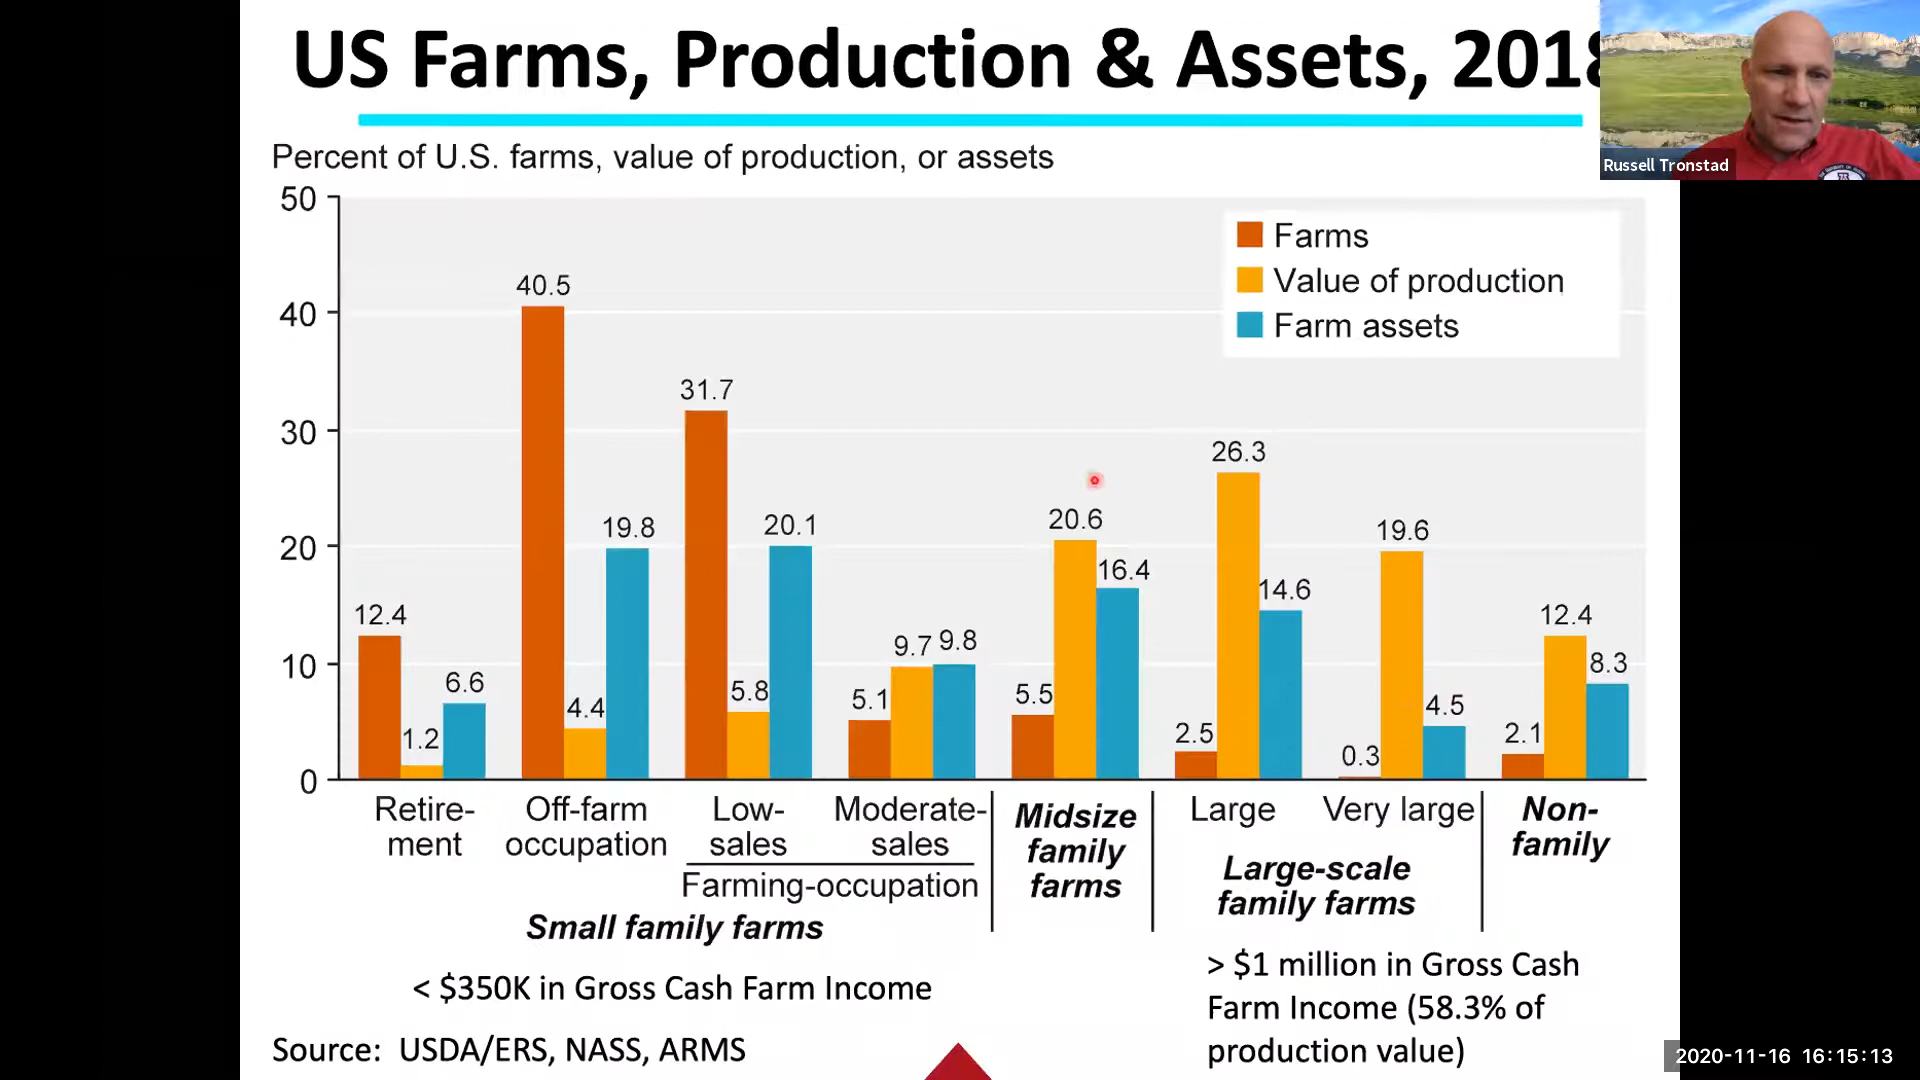 US Farms, Production & Assets, 2018
Russell Tronstad
Percent of U.S. farms, value of production, or assets
50
40
30
20
10
0
Farms
Value of production
Farm assets
12.4
1.2
6.6
40.5
4.4
19.8
31.7
5.8
20.1
5.1
9.7
9.8
5.5
20.6
16.4
2.5
26.3
14.6
0.3
19.6
4.5
2.1
12.4
8.3
Retire-
ment
Off-farm
occupation
Low-
sales
Moderate-
sales
Farming-occupation
Small family farms
Midsize
family
farms
Large
Very large
Large-scale
family farms
Non-
family
< $350K in Gross Cash Farm Income
> $1 million in Gross Cash
Farm Income (58.3% of
production value)
Source: USDA/ERS, NASS, ARMS
2020-11-16 16:15:13